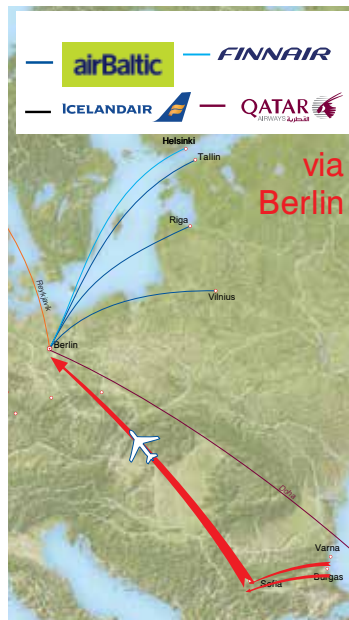 airBaltic
FINNAIR
ICELANDAIR
QATAR
AIRWAYS القطرية
via
Berlin
Helsinki
Tallin
Riga
Vilnius
Reykjavik
Berlin
Doha
Varna
Burgas
Sofia